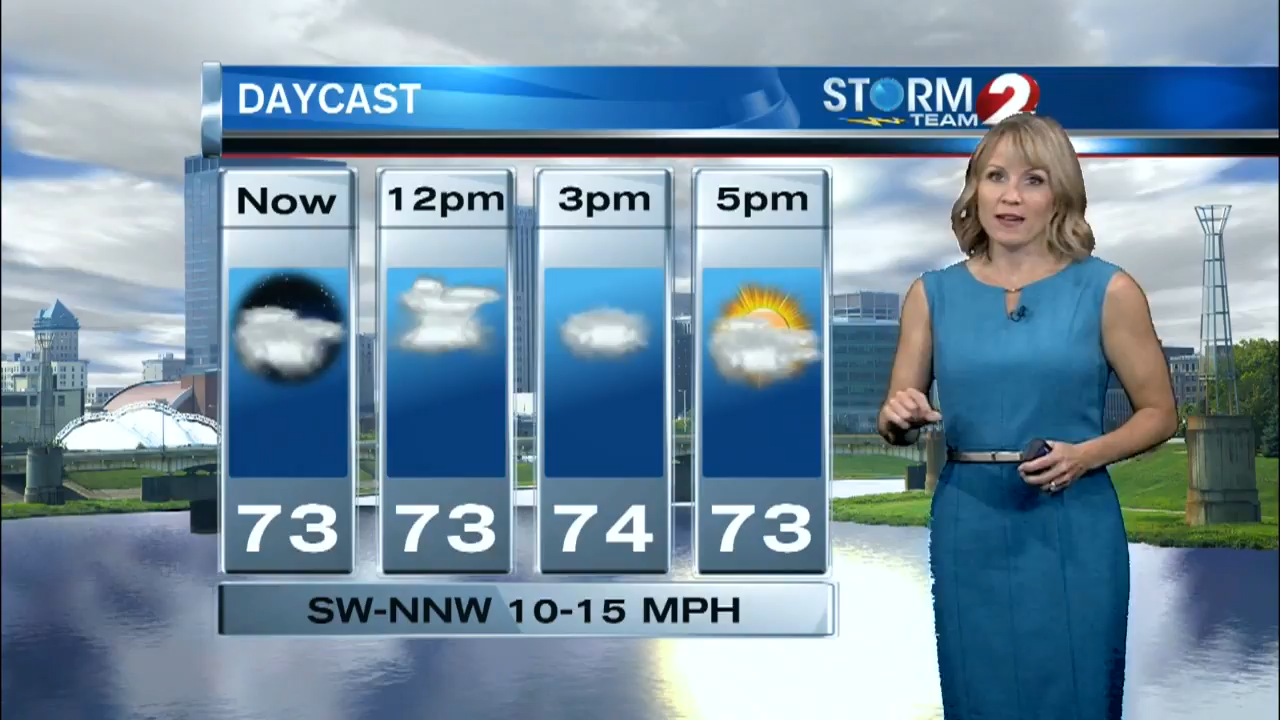 DAYCAST
STORM
TEAM 2
Now 12pm 3pm 5pm
73 73 74 73
SW-NNW 10-15 MPH